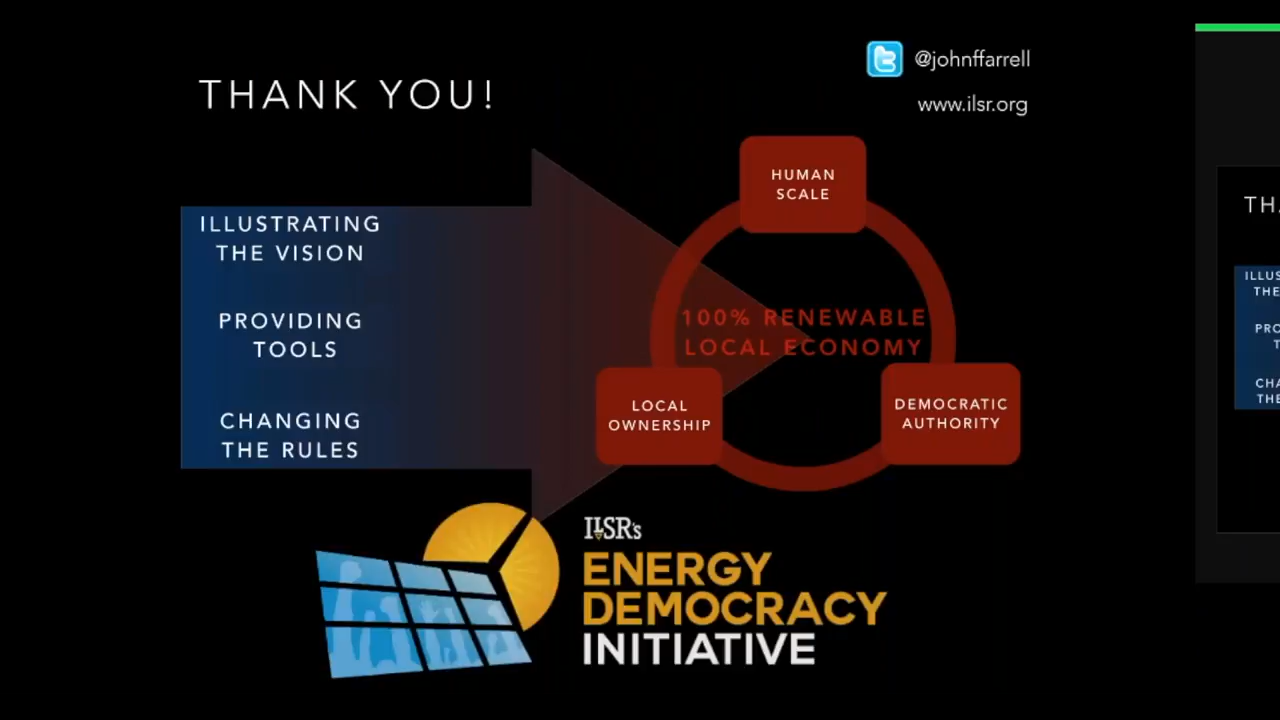 THANK YOU!
@johnffarrell
www.ilsr.org
ILLUSTRATING
THE VISION
PROVIDING
TOOLS
CHANGING
THE RULES
HUMAN
SCALE
100% RENEWABLE
LOCAL ECONOMY
LOCAL
OWNERSHIP
DEMOCRATIC
AUTHORITY
ILSR's
ENERGY
DEMOCRACY
INITIATIVE